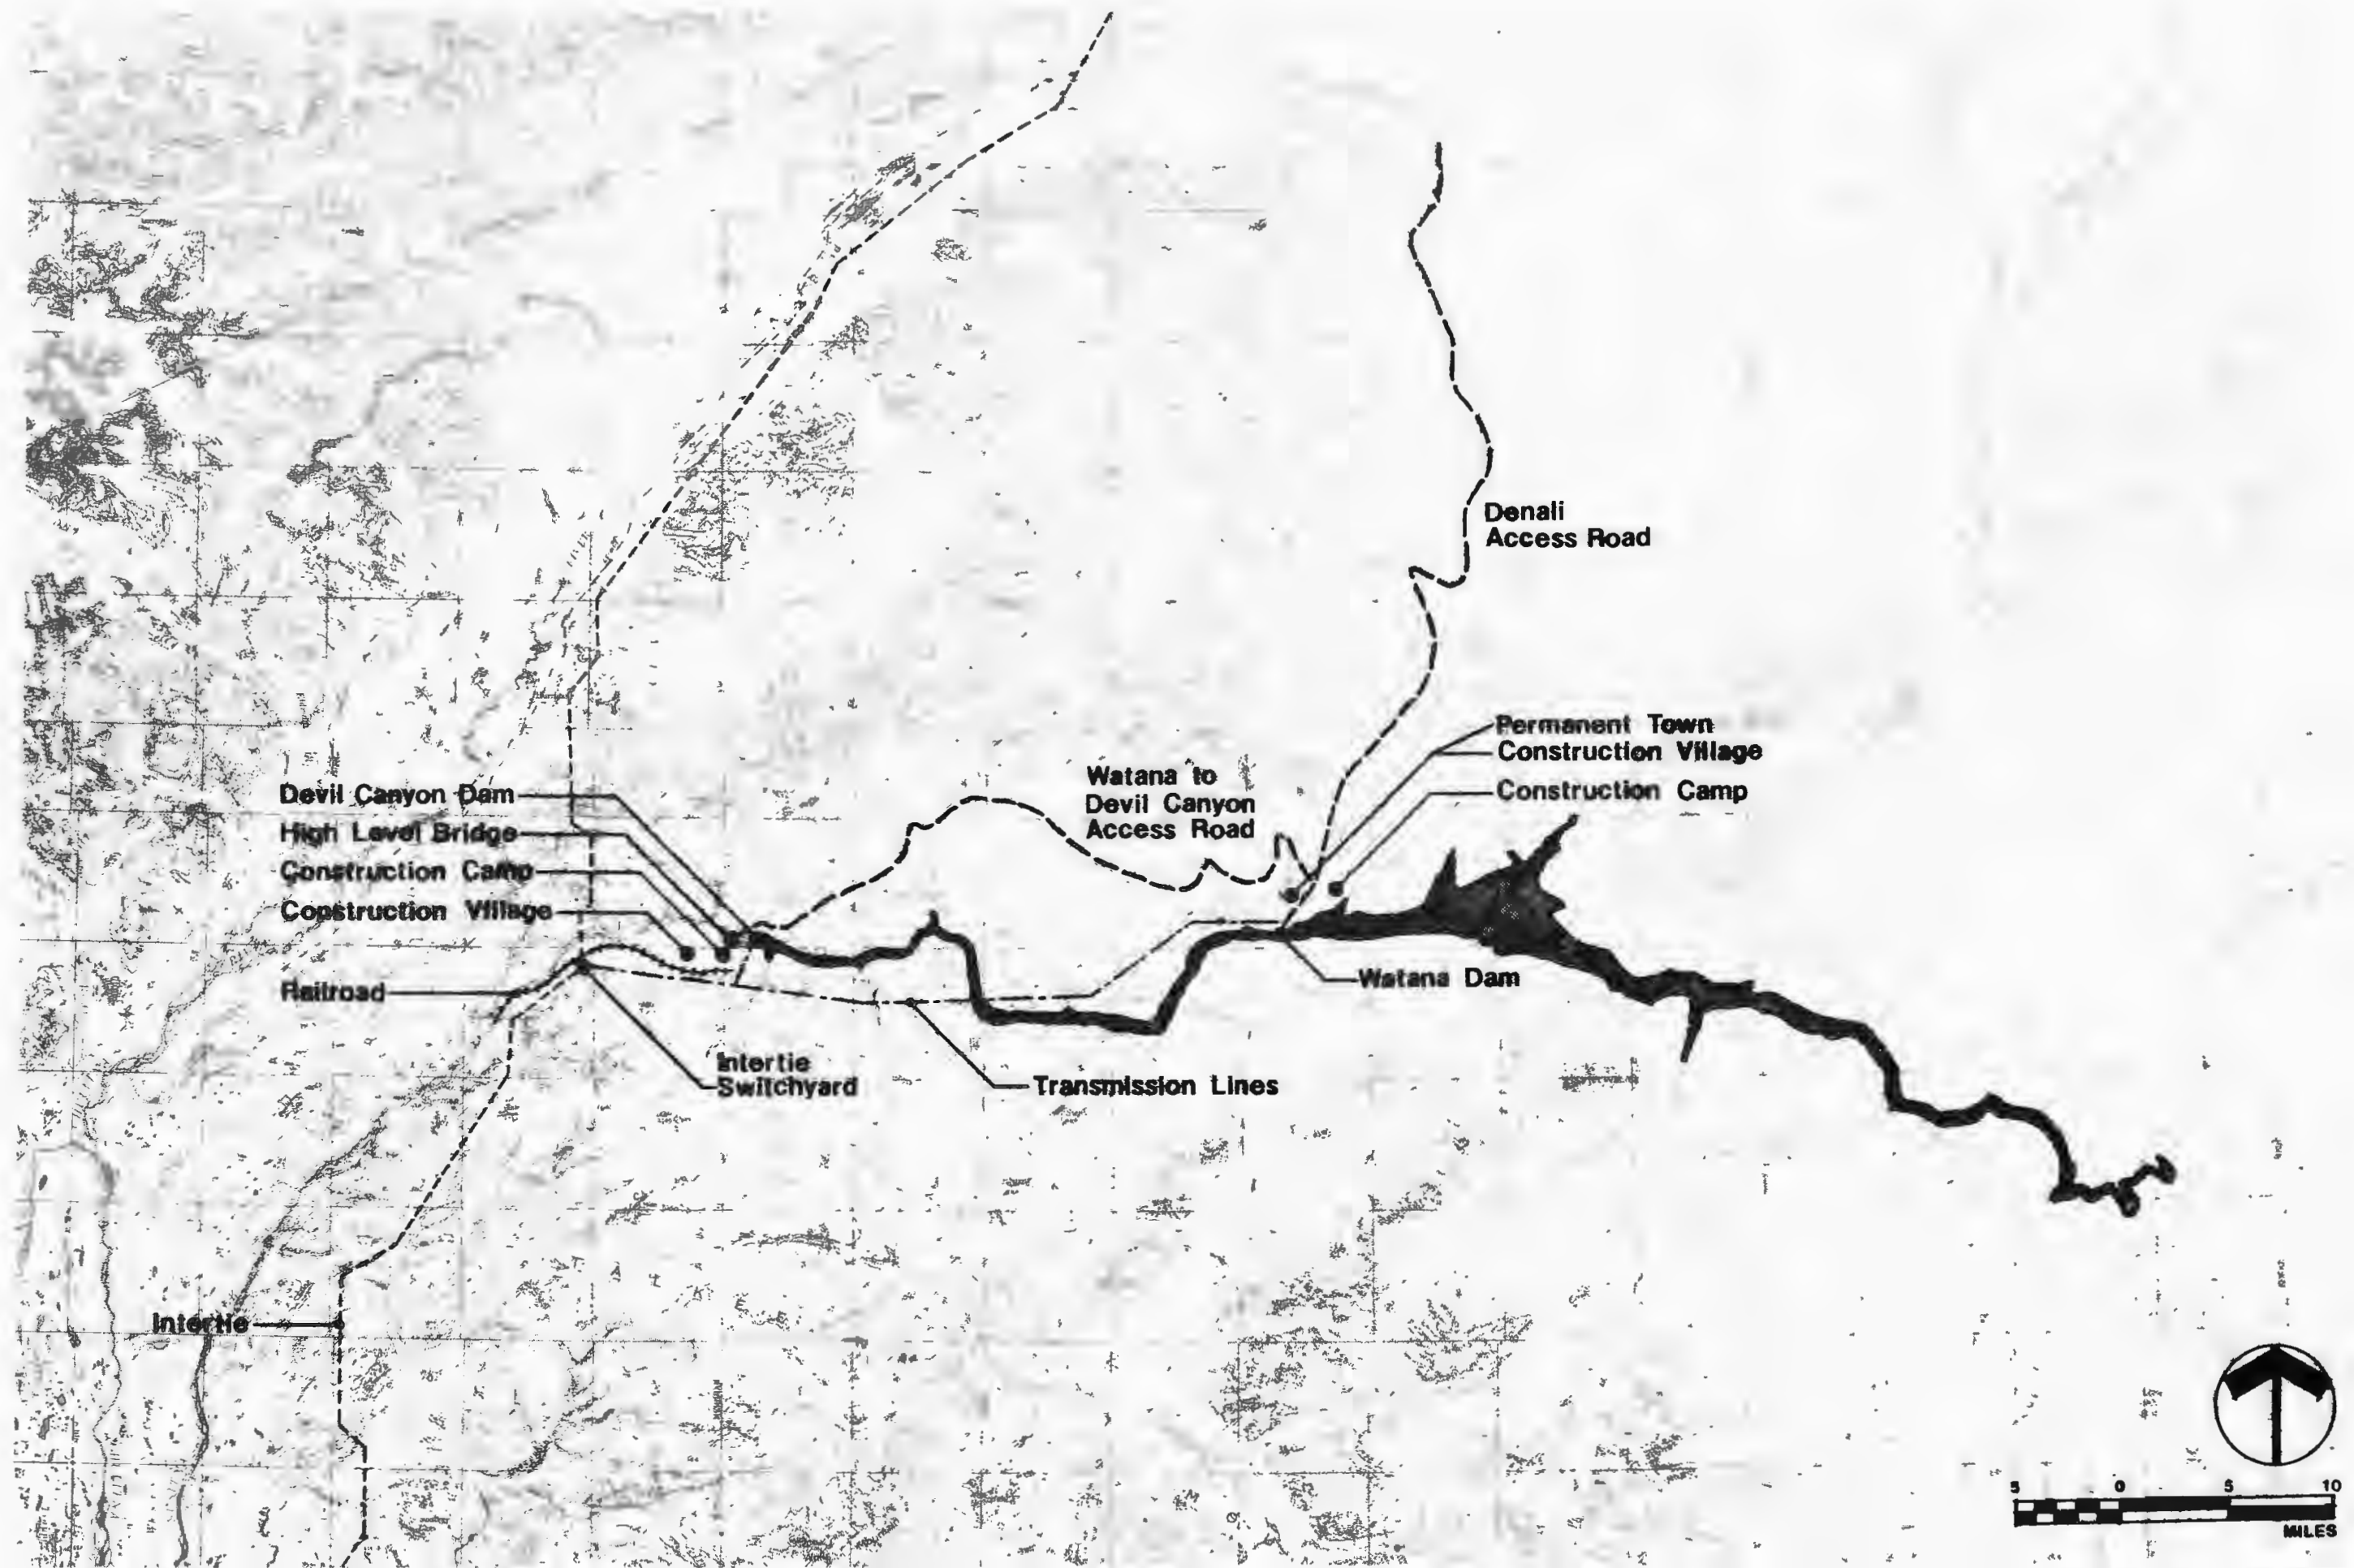 Denali
Access Road
Permanent Town
Construction Village
Construction Camp
Watana to
Devil Canyon
Access Road
Devil Canyon Dam
High Level Bridge
Construction Camp
Construction Village
Railroad
Watana Dam
Intertie
Switchyard
Transmission Lines
Intertie
5 0 5 10
MILES